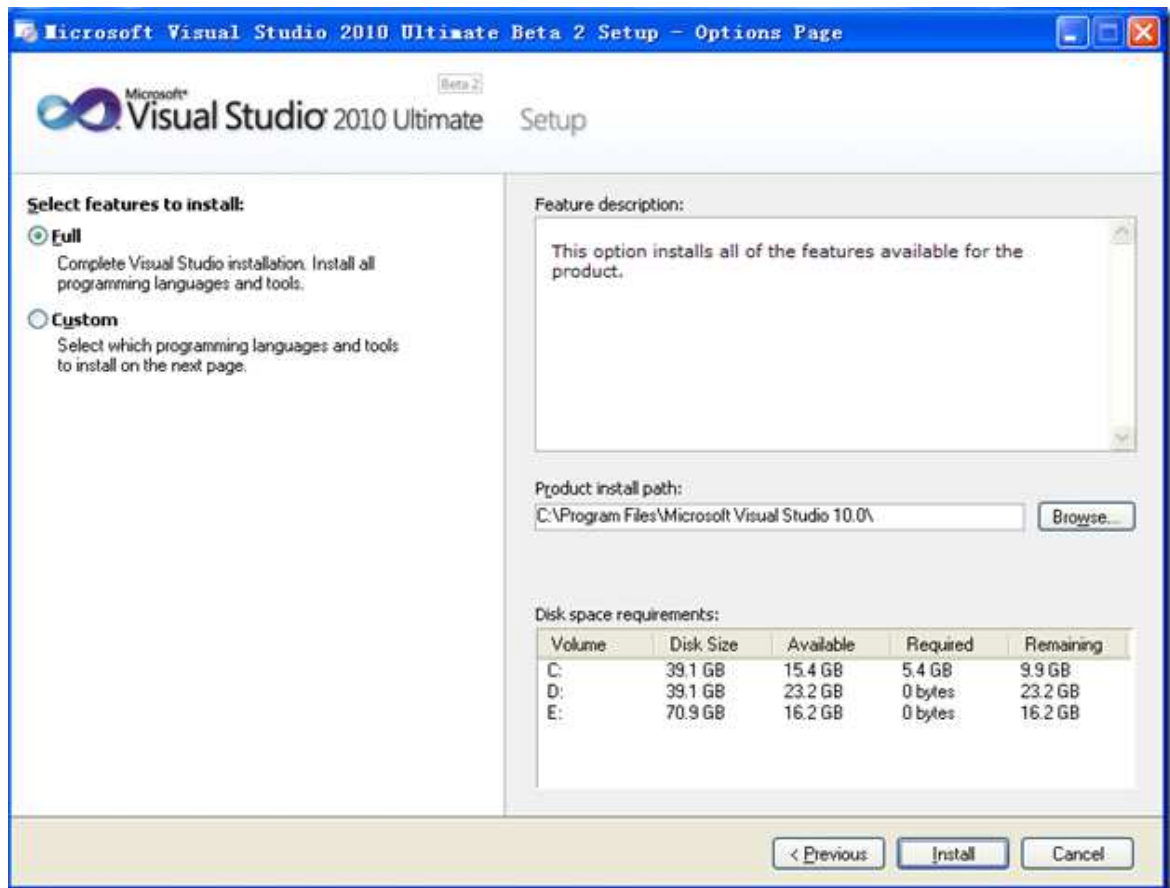 Microsoft Visual Studio 2010 Ultimate Beta 2 Setup - Options Page
Beta 2
Microsoft®
Visual Studio® 2010 Ultimate Setup
Select features to install:
Full
Complete Visual Studio installation. Install all
programming languages and tools.
Custom
Select which programming languages and tools
to install on the next page.
Feature description:
This option installs all of the features available for the
product.
Product install path:
C:\Program Files\Microsoft Visual Studio 10.0\
Browse...
Disk space requirements:
Volume Disk Size Available Required Remaining
C: 39.1 GB 15.4 GB 5.4 GB 9.9 GB
D: 39.1 GB 23.2 GB 0 bytes 23.2 GB
E: 70.9 GB 16.2 GB 0 bytes 16.2 GB
< Previous Install Cancel